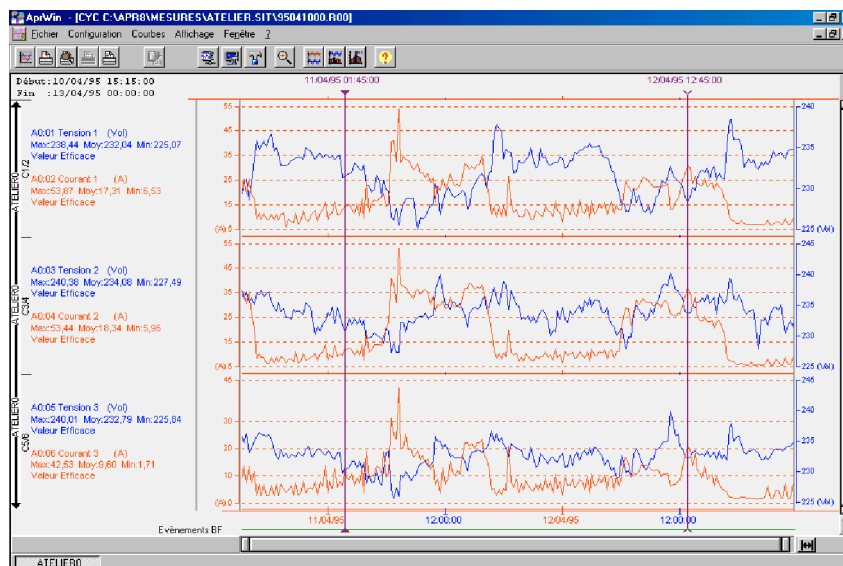 AprWin - [CYC C:\APR8\MESURES\ATELIER.SIT\95041000.R00]
Fichier Configuration Courbes Affichage Fenêtre ?
Début:10/04/95 15:15:00
Fin :13/04/95 00:00:00
11/04/95 01:45:00
12/04/95 12:45:00
ATELIER0
C1/2
A0:01 Tension 1 (Vol)
Max:238,44 Moy:232,04 Min:225,07
Valeur Efficace
A0:02 Courant 1 (A)
Max:53,87 Moy:17,31 Min:6,53
Valeur Efficace
55
45
35
25
15
(A) 5
240
235
230
225 (Vol)
ATELIER0
C3/4
A0:03 Tension 2 (Vol)
Max:240,38 Moy:234,08 Min:227,49
Valeur Efficace
A0:04 Courant 2 (A)
Max:53,44 Moy:18,34 Min:5,96
Valeur Efficace
55
45
35
25
15
(A) 5
245
240
235
230
225 (Vol)
ATELIER0
C5/6
A0:05 Tension 3 (Vol)
Max:240,01 Moy:232,79 Min:225,84
Valeur Efficace
A0:06 Courant 3 (A)
Max:42,53 Moy:9,60 Min:1,71
Valeur Efficace
45
30
20
10
(A) 0
245
240
235
230
225 (Vol)
11/04/95
12:00:00
12/04/95
12:00:00
Evènements BF
ATELIER0